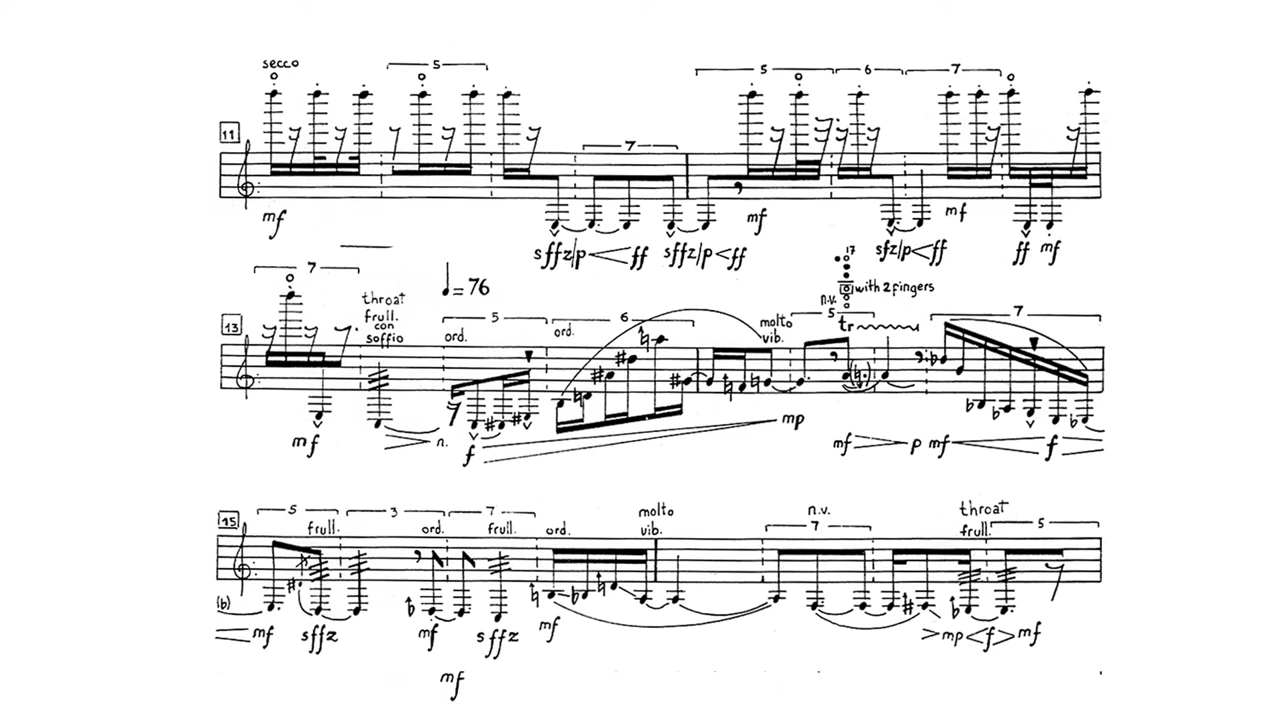 secco
5 5 6 7
11
7
mf mf mf
sffz/p ff sffz/p<ff sfz/p<ff ff mf
17
7 ♩= 76 with 2 fingers
throat n.v.
13 frull. 5 6 molto 5 tr 7
con ord. ord. vib.
soffio
mp
mf n. f mf p mf f
molto throat
15 5 3 7 vib. n.v. frull. 5
frull. ord. frull. ord. 7
(b)
mf sffz mf sffz mf >mp<f>mf
mf